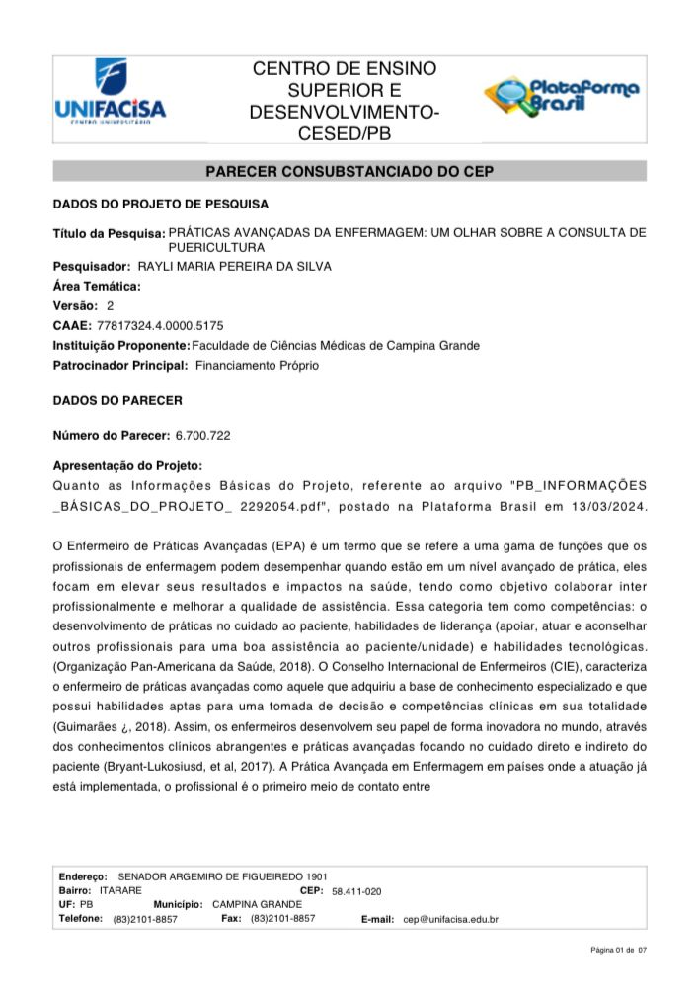 UNIFACISA
CENTRO UNIVERSITÁRIO
CENTRO DE ENSINO
SUPERIOR E
DESENVOLVIMENTO-
CESED/PB
Plataforma
Brasil
PARECER CONSUBSTANCIADO DO CEP
DADOS DO PROJETO DE PESQUISA
Título da Pesquisa: PRÁTICAS AVANÇADAS DA ENFERMAGEM: UM OLHAR SOBRE A CONSULTA DE
PUERICULTURA
Pesquisador: RAYLI MARIA PEREIRA DA SILVA
Área Temática:
Versão: 2
CAAE: 77817324.4.0000.5175
Instituição Proponente: Faculdade de Ciências Médicas de Campina Grande
Patrocinador Principal: Financiamento Próprio
DADOS DO PARECER
Número do Parecer: 6.700.722
Apresentação do Projeto:
Quanto as Informações Básicas do Projeto, referente ao arquivo "PB_INFORMAÇÕES
_BÁSICAS_DO_PROJETO_ 2292054.pdf", postado na Plataforma Brasil em 13/03/2024.
O Enfermeiro de Práticas Avançadas (EPA) é um termo que se refere a uma gama de funções que os
profissionais de enfermagem podem desempenhar quando estão em um nível avançado de prática, eles
focam em elevar seus resultados e impactos na saúde, tendo como objetivo colaborar inter
profissionalmente e melhorar a qualidade de assistência. Essa categoria tem como competências: o
desenvolvimento de práticas no cuidado ao paciente, habilidades de liderança (apoiar, atuar e aconselhar
outros profissionais para uma boa assistência ao paciente/unidade) e habilidades tecnológicas.
(Organização Pan-Americana da Saúde, 2018). O Conselho Internacional de Enfermeiros (CIE), caracteriza
o enfermeiro de práticas avançadas como aquele que adquiriu a base de conhecimento especializado e que
possui habilidades aptas para uma tomada de decisão e competências clínicas em sua totalidade
(Guimarães ¿, 2018). Assim, os enfermeiros desenvolvem seu papel de forma inovadora no mundo, através
dos conhecimentos clínicos abrangentes e práticas avançadas focando no cuidado direto e indireto do
paciente (Bryant-Lukosiusd, et al, 2017). A Prática Avançada em Enfermagem em países onde a atuação já
está implementada, o profissional é o primeiro meio de contato entre
Endereço: SENADOR ARGEMIRO DE FIGUEIREDO 1901
Bairro: ITARARE CEP: 58.411-020
UF: PB Município: CAMPINA GRANDE
Telefone: (83)2101-8857 Fax: (83)2101-8857 E-mail: cep@unifacisa.edu.br
Página 01 de 07